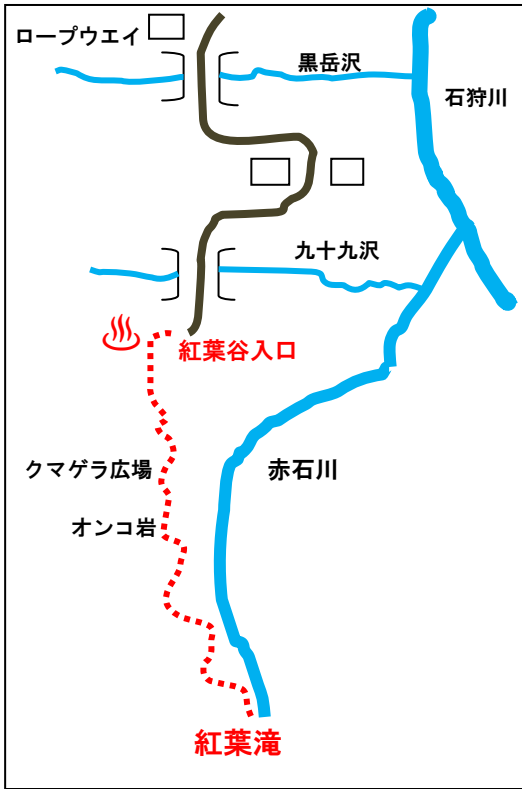 ロープウエイ
黒岳沢
石狩川
九十九沢
紅葉谷入口
クマゲラ広場
赤石川
オンコ岩
紅葉滝